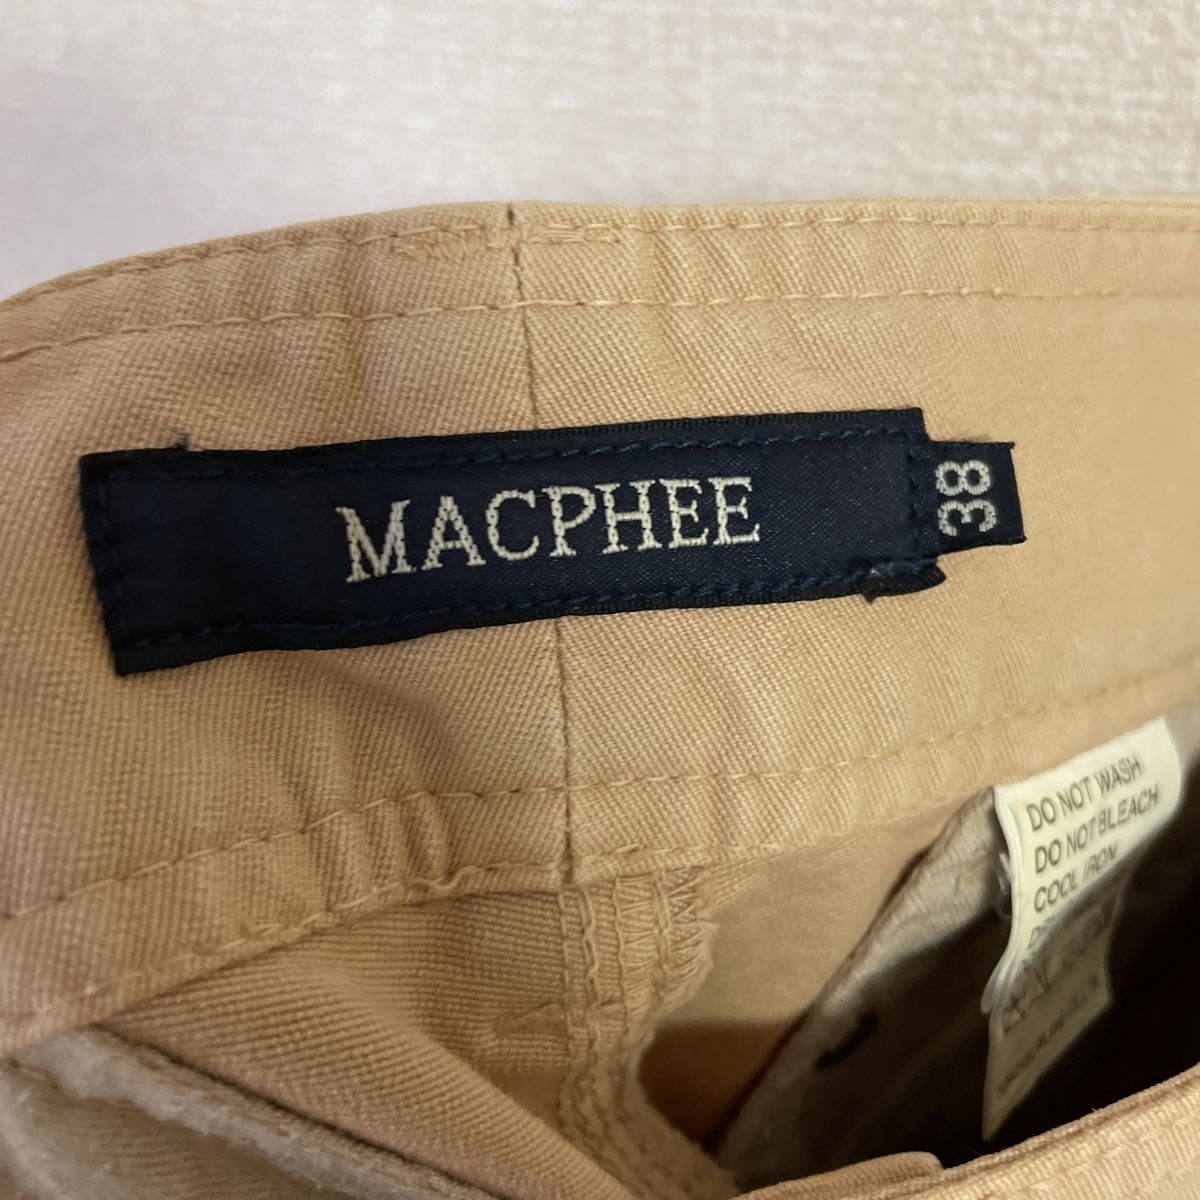 MACPHEE
38
DO NOT WASH
DO NOT BLEACH
COOL IRON